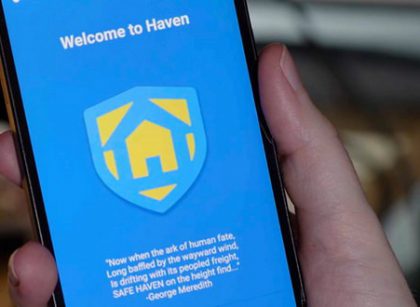 Welcome to Haven
"Now when the ark of human fate,
Long baffled by the wayward wind,
Is drifting with its peopled freight,
SAFE HAVEN on the height find..."
-George Meredith